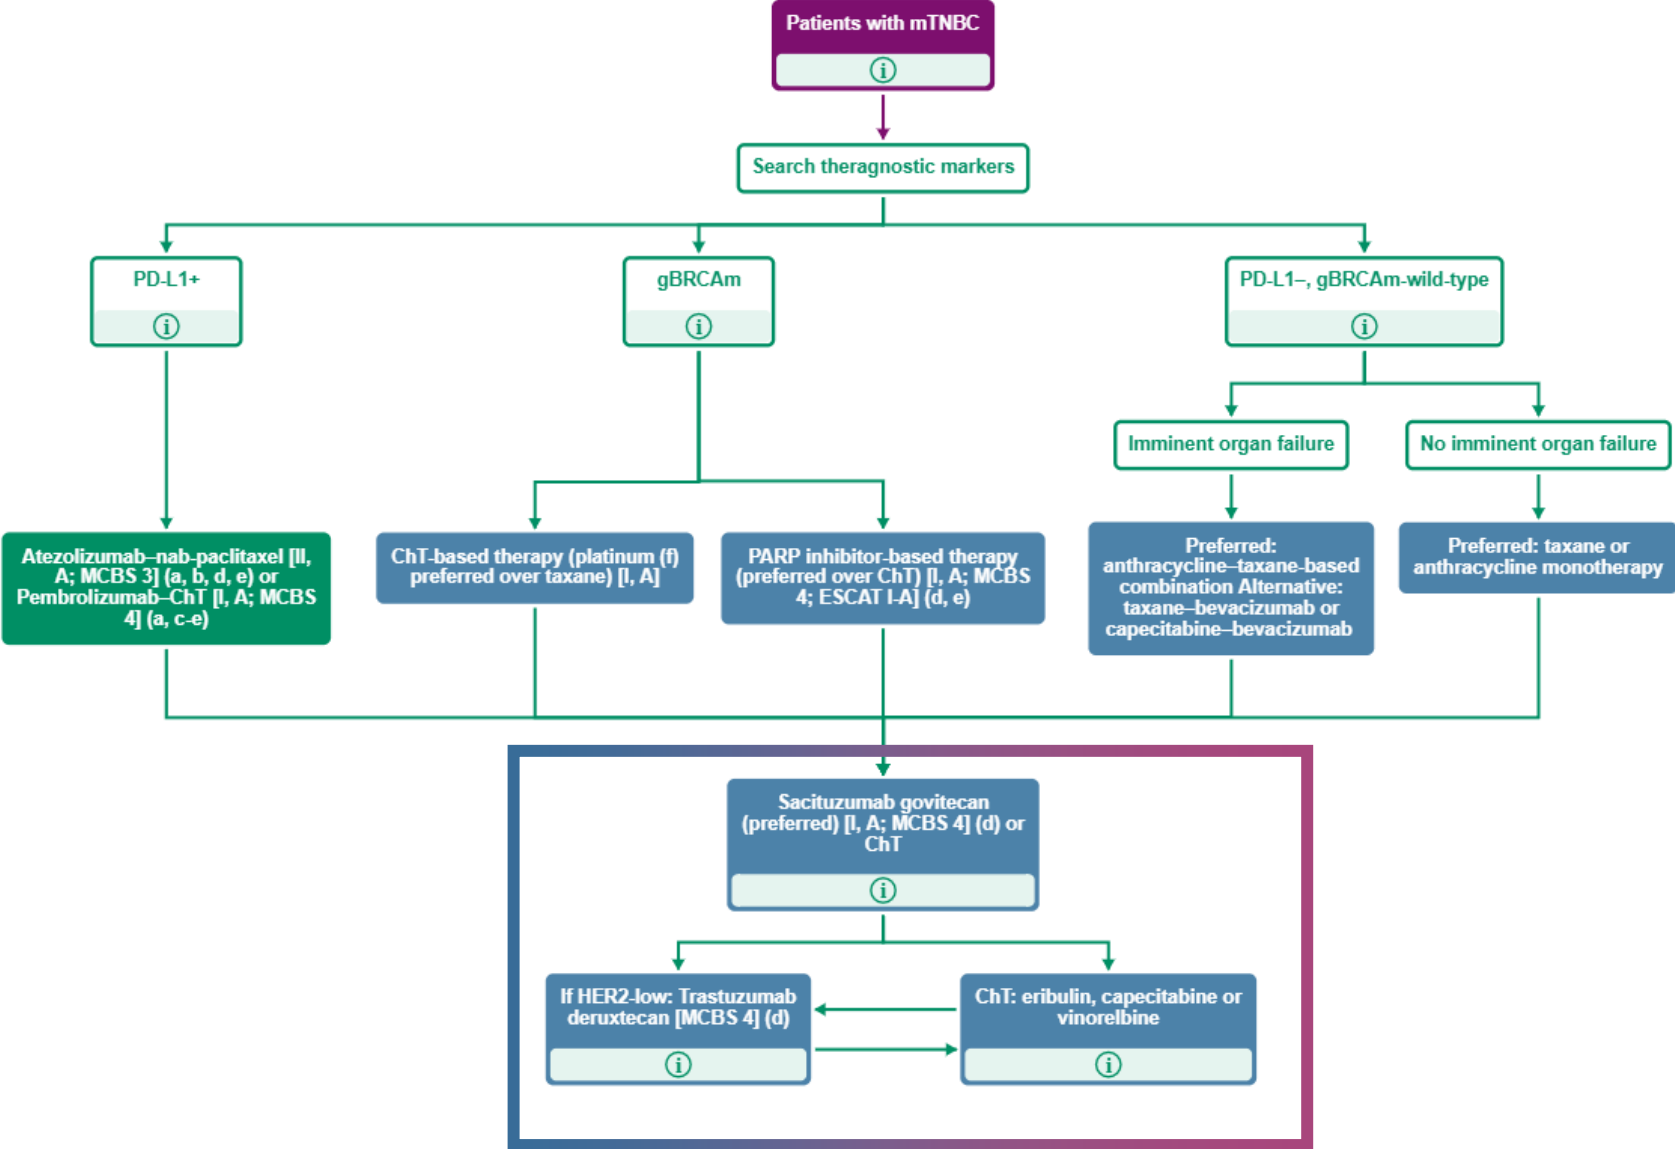 Patients with mTNBC
i
Search theragnostic markers
PD-L1+
i
gBRCAm
i
PD-L1–, gBRCAm-wild-type
i
Imminent organ failure
No imminent organ failure
Atezolizumab–nab-paclitaxel [II,
A; MCBS 3] (a, b, d, e) or
Pembrolizumab–ChT [I, A; MCBS
4] (a, c-e)
ChT-based therapy (platinum (f)
preferred over taxane) [I, A]
PARP inhibitor-based therapy
(preferred over ChT) [I, A; MCBS
4; ESCAT I-A] (d, e)
Preferred:
anthracycline–taxane-based
combination Alternative:
taxane–bevacizumab or
capecitabine–bevacizumab
Preferred: taxane or
anthracycline monotherapy
Sacituzumab govitecan
(preferred) [I, A; MCBS 4] (d) or
ChT
i
If HER2-low: Trastuzumab
deruxtecan [MCBS 4] (d)
i
ChT: eribulin, capecitabine or
vinorelbine
i